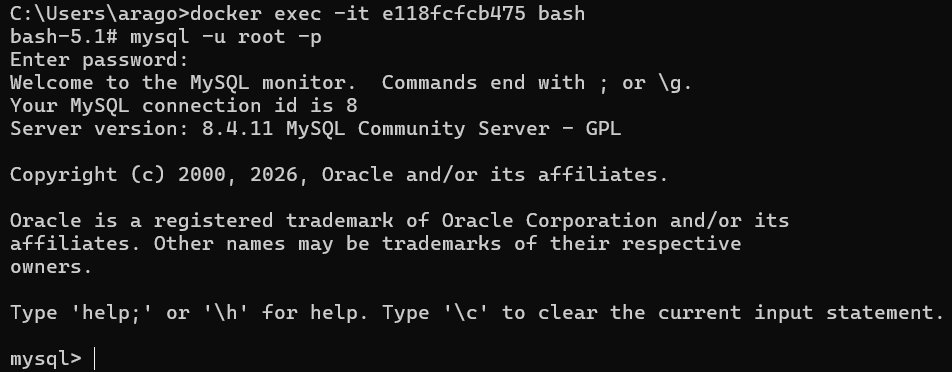 C:\Users\arago>docker exec -it e118fcfcb475 bash
bash-5.1# mysql -u root -p
Enter password:
Welcome to the MySQL monitor.  Commands end with ; or \g.
Your MySQL connection id is 8
Server version: 8.4.11 MySQL Community Server - GPL

Copyright (c) 2000, 2026, Oracle and/or its affiliates.

Oracle is a registered trademark of Oracle Corporation and/or its
affiliates. Other names may be trademarks of their respective
owners.

Type 'help;' or '\h' for help. Type '\c' to clear the current input statement.

mysql>